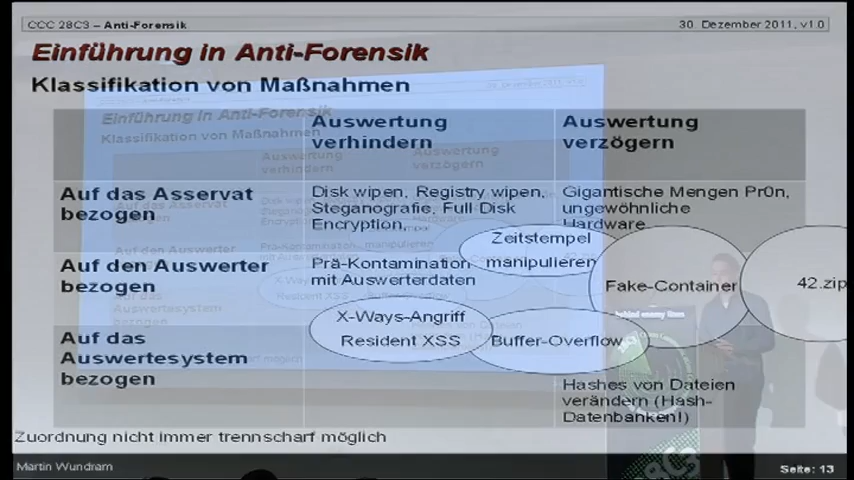 CCC 28C3 – Anti-Forensik
30. Dezember 2011, v1.0
Einführung in Anti-Forensik
Klassifikation von Maßnahmen
Auswertung
verhindern
Auswertung
verzögern
Auf das Asservat
bezogen
Disk wipen, Registry wipen,
Steganografie, Full Disk
Encryption,
Gigantische Mengen Pr0n,
ungewöhnliche
Hardware
Zeitstempel
manipulieren
Auf den Auswerter
bezogen
Prä-Kontamination
mit Auswerterdaten
Fake-Container
42.zip
X-Ways-Angriff
Resident XSS
Buffer-Overflow
behind enemy lines
Auf das
Auswertesystem
bezogen
Hashes von Dateien
verändern (Hash-
Datenbanken!)
Zuordnung nicht immer trennscharf möglich
Martin Wundram
Seite: 13